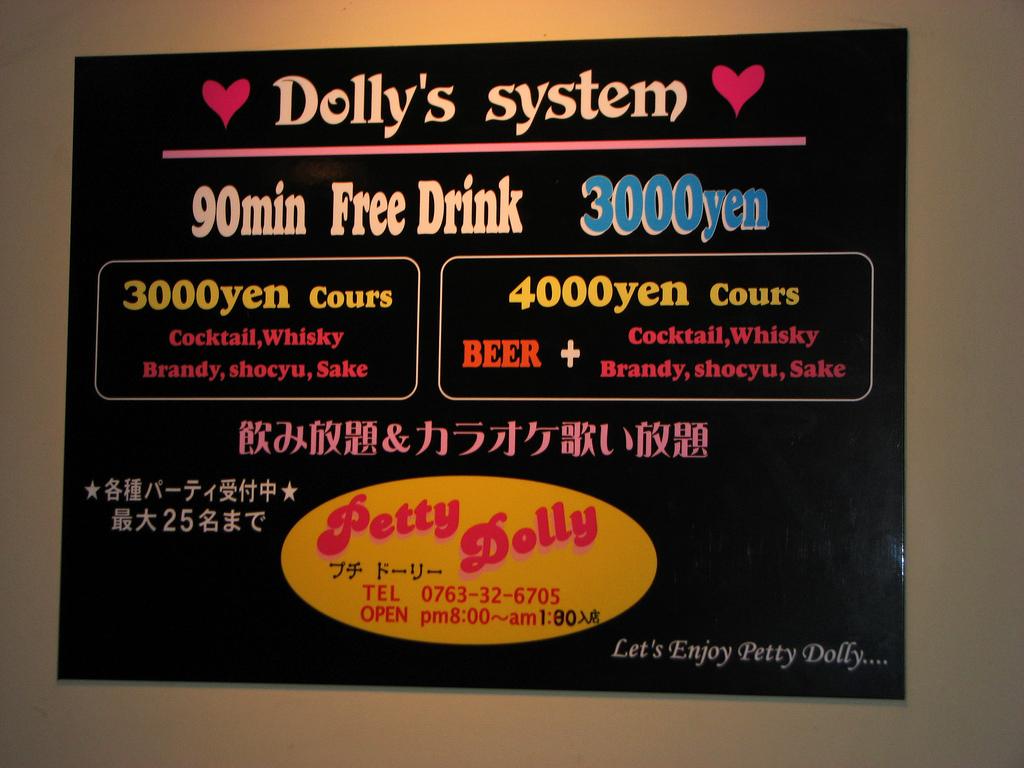 Dolly's system
90min Free Drink 3000yen
3000yen Cours
Cocktail,Whisky
Brandy, shocyu, Sake
4000yen Cours
BEER + Cocktail,Whisky
Brandy, shocyu, Sake
飲み放題&カラオケ歌い放題
★各種パーティ受付中★
最大25名まで
Petty Dolly
プチ ドーリー
TEL 0763-32-6705
OPEN pm8:00〜am1:30入店
Let's Enjoy Petty Dolly....